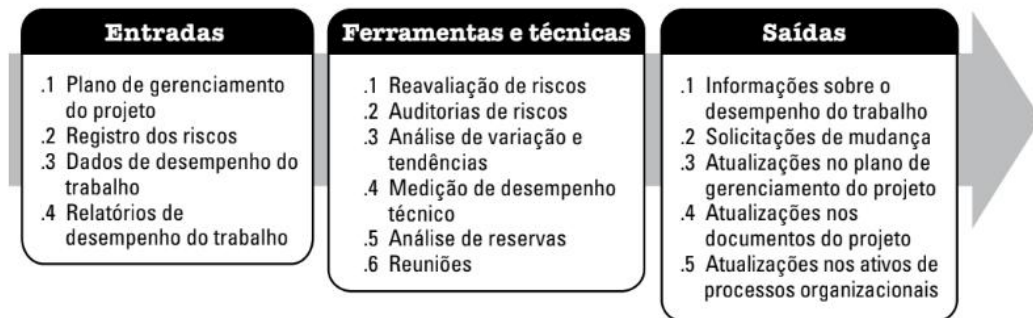 Entradas
.1 Plano de gerenciamento
do projeto
.2 Registro dos riscos
.3 Dados de desempenho do
trabalho
.4 Relatórios de
desempenho do trabalho
Ferramentas e técnicas
.1 Reavaliação de riscos
.2 Auditorias de riscos
.3 Análise de variação e
tendências
.4 Medição de desempenho
técnico
.5 Análise de reservas
.6 Reuniões
Saídas
.1 Informações sobre o
desempenho do trabalho
.2 Solicitações de mudança
.3 Atualizações no plano de
gerenciamento do projeto
.4 Atualizações nos
documentos do projeto
.5 Atualizações nos ativos de
processos organizacionais